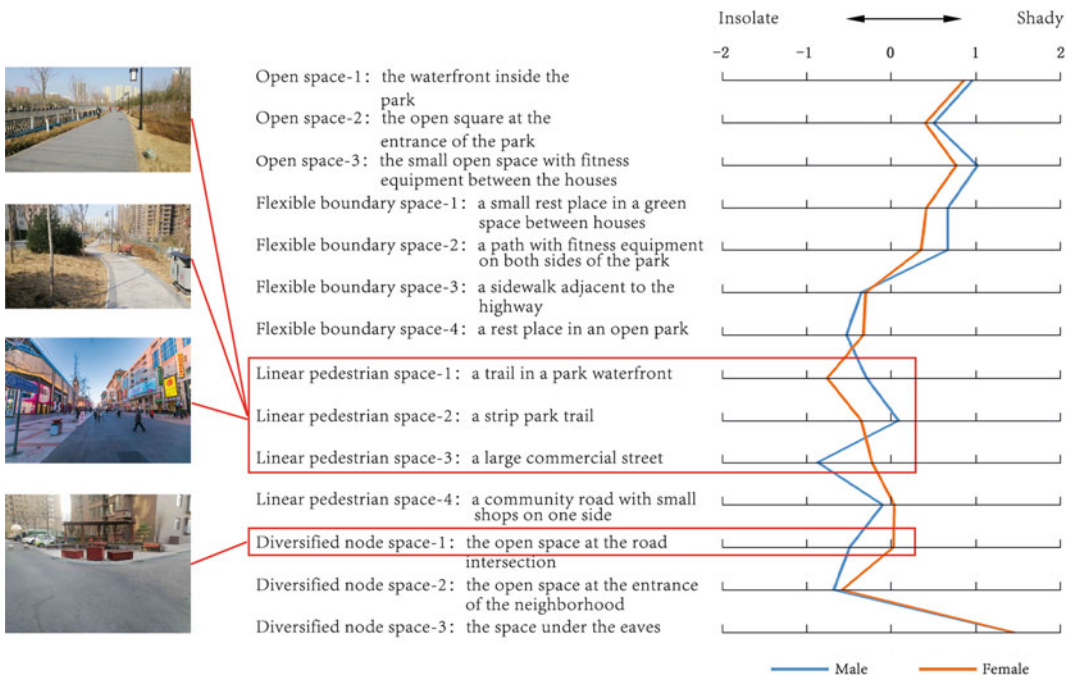 Insolate Shady
-2 -1 0 1 2
Open space-1: the waterfront inside the
park
Open space-2: the open square at the
entrance of the park
Open space-3: the small open space with fitness
equipment between the houses
Flexible boundary space-1: a small rest place in a green
space between houses
Flexible boundary space-2: a path with fitness equipment
on both sides of the park
Flexible boundary space-3: a sidewalk adjacent to the
highway
Flexible boundary space-4: a rest place in an open park
Linear pedestrian space-1: a trail in a park waterfront
Linear pedestrian space-2: a strip park trail
Linear pedestrian space-3: a large commercial street
Linear pedestrian space-4: a community road with small
shops on one side
Diversified node space-1: the open space at the road
intersection
Diversified node space-2: the open space at the entrance
of the neighborhood
Diversified node space-3: the space under the eaves
Male Female